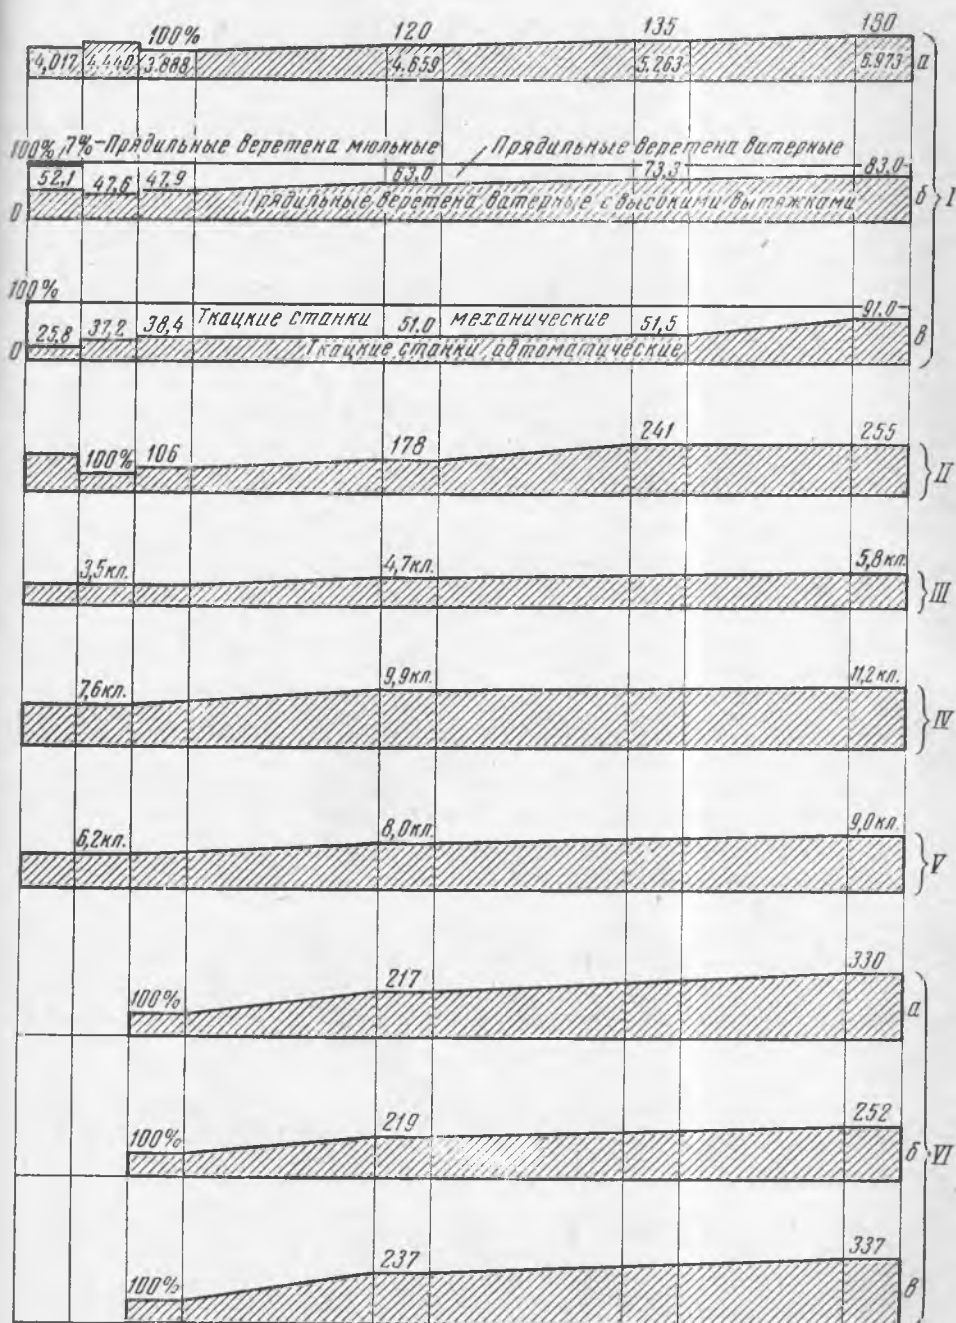 100% 120 135 180
4,017 4.440 3.888 4.659 5.263 6.973 а
100% ,7%-Прядильные веретена мюльные Прядильные веретена ватерные
52,1 47,6 47,9 63,0 73,3 83,0
0 Прядильные веретена ватерные с высокими вытяжками б I
100%
25,8 37,2 38,4 Ткацкие станки 51.0 механические 51,5 91.0
0 Ткацкие станки автоматические в
100% 106 178 241 255
II
3,5кл. 4,7кл. 5,8кл.
III
7,6кл. 9,9кл. 11,2кл.
IV
6,2кл. 8,0кл. 9,0кл.
V
100% 217 330
а
100% 219 252
б VI
100% 237 337
в